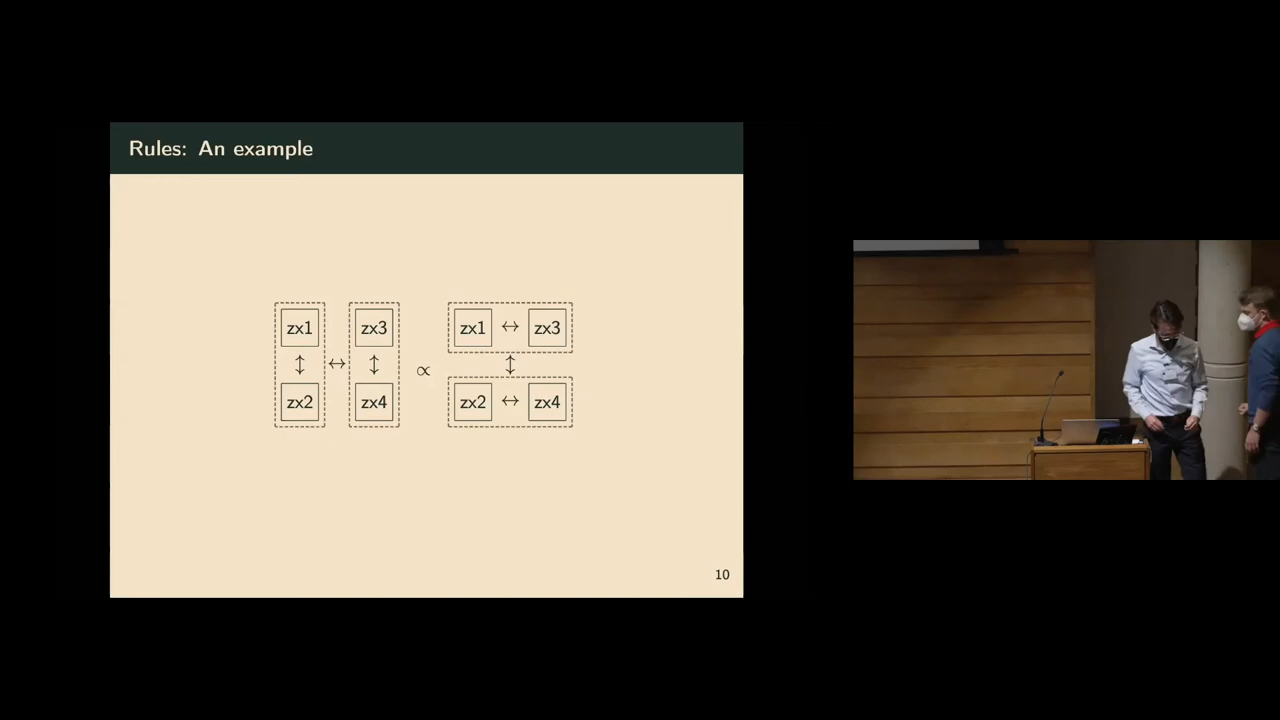 Rules: An example
zx1 zx3 ∝ zx1 ↔ zx3
↕ ↔ ↕ ↕
zx2 zx4 zx2 ↔ zx4
10